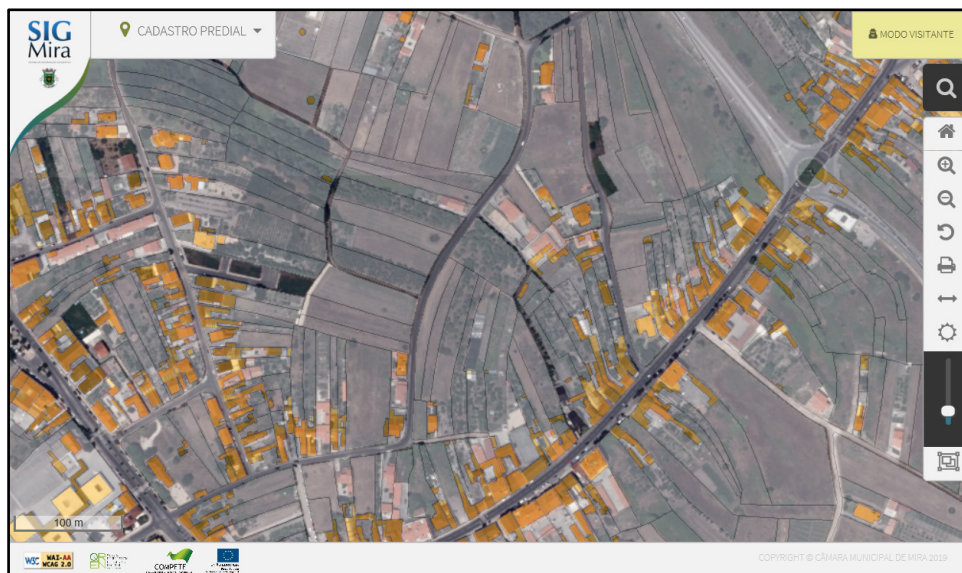 SIG
Mira
CADASTRO PREDIAL
MODO VISITANTE
100 m
W3C WAI-AA
WCAG 2.0
COMPETE
COPYRIGHT © CÂMARA MUNICIPAL DE MIRA 2019